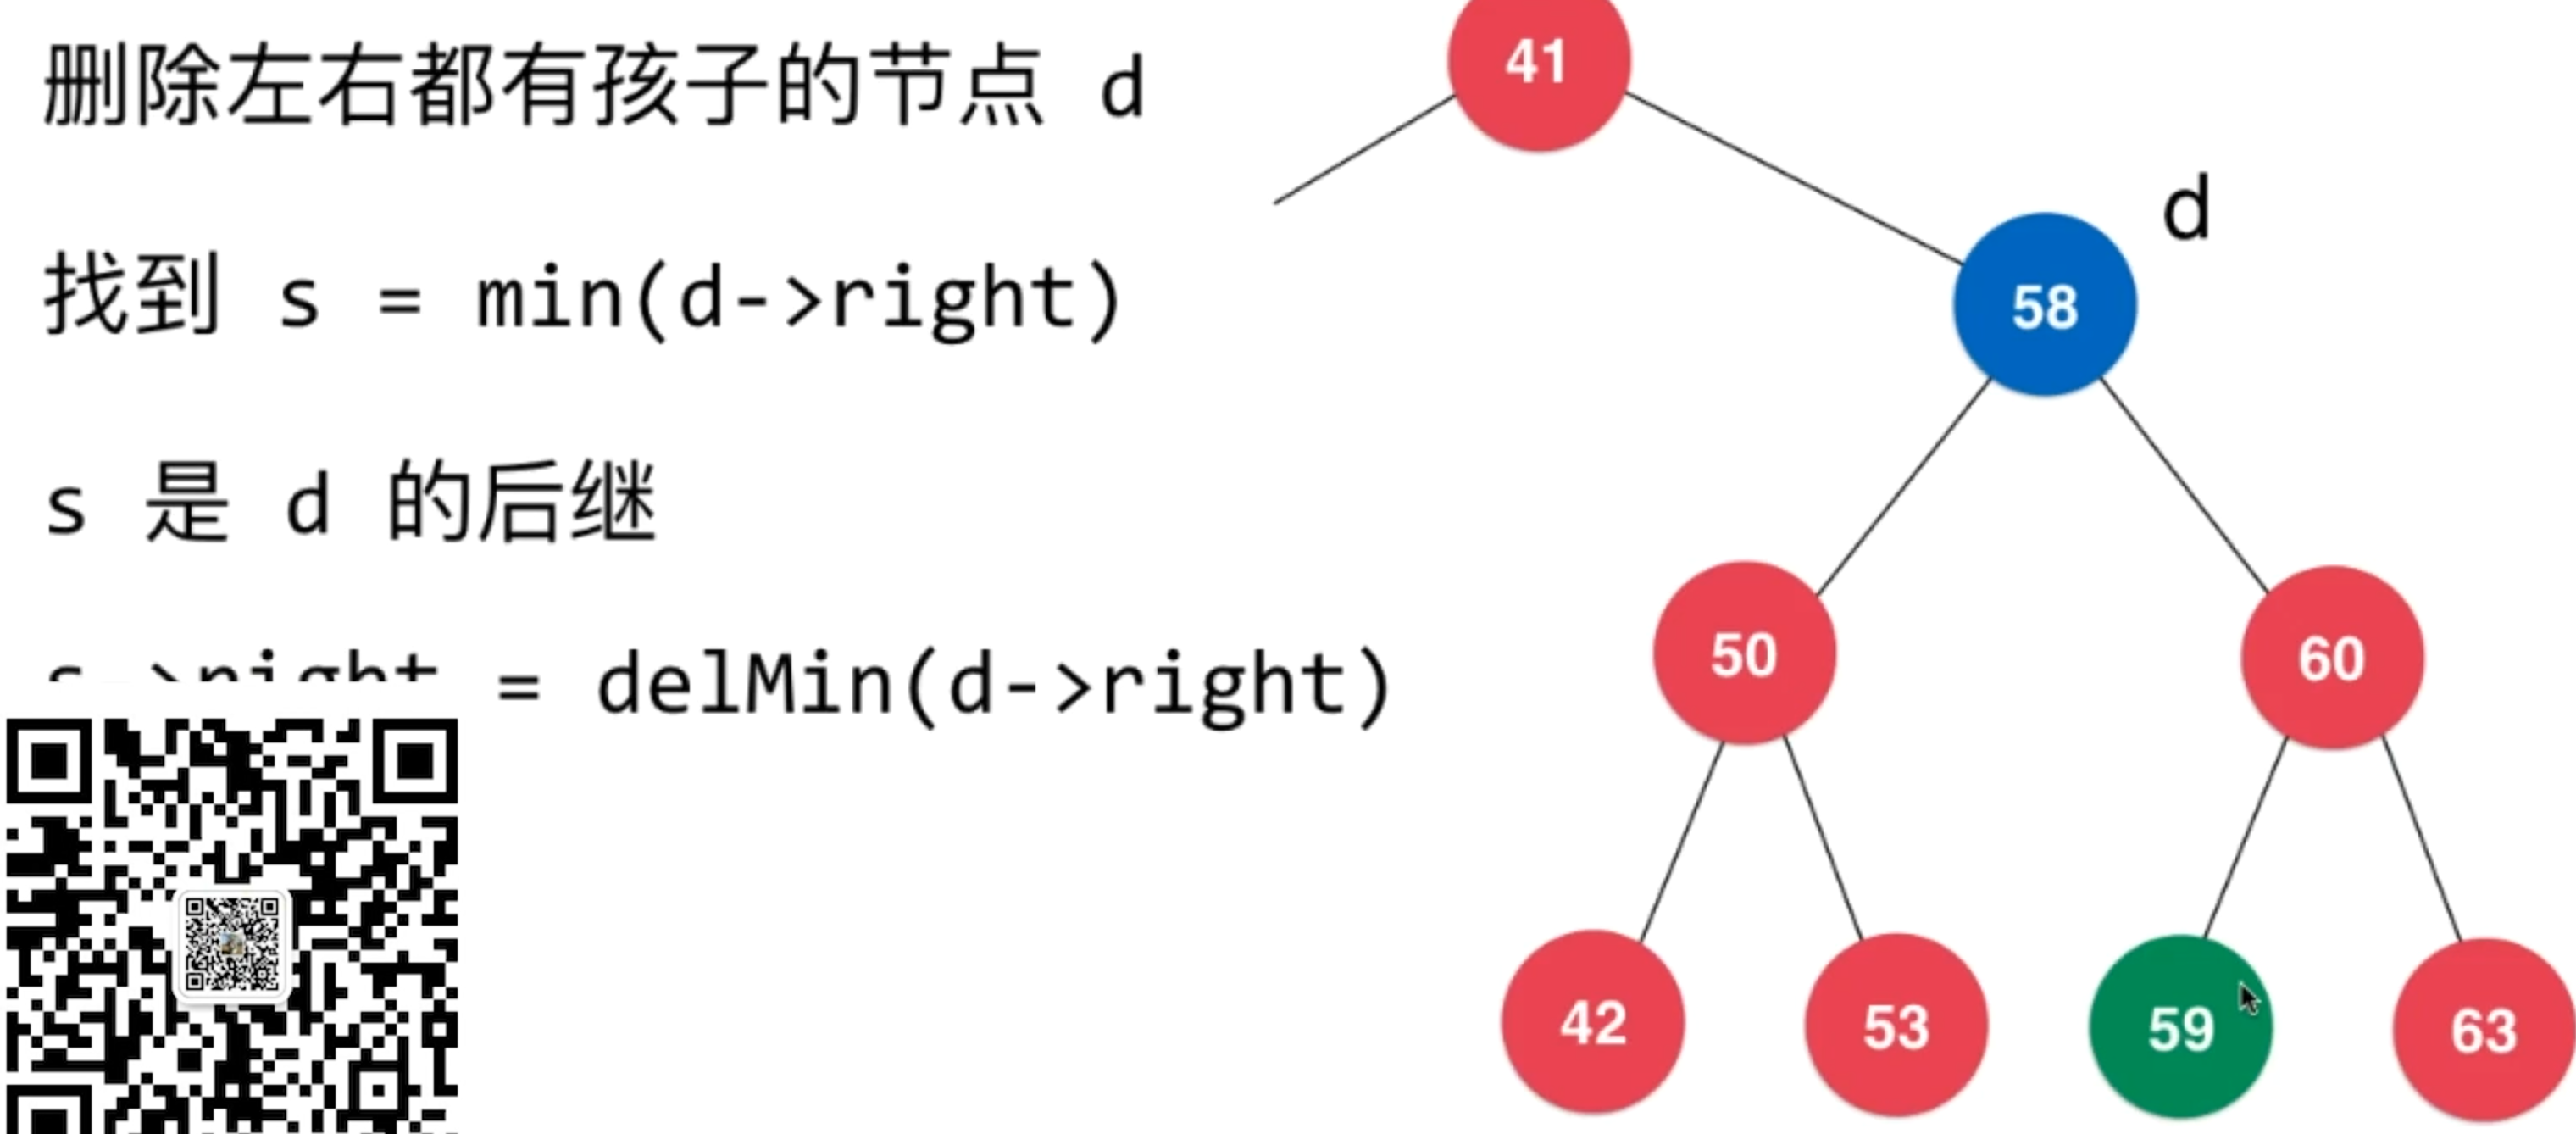 删除左右都有孩子的节点 d
找到 s = min(d->right)
s 是 d 的后继
s->right = delMin(d->right)
41
d
58
50
60
42
53
59
63